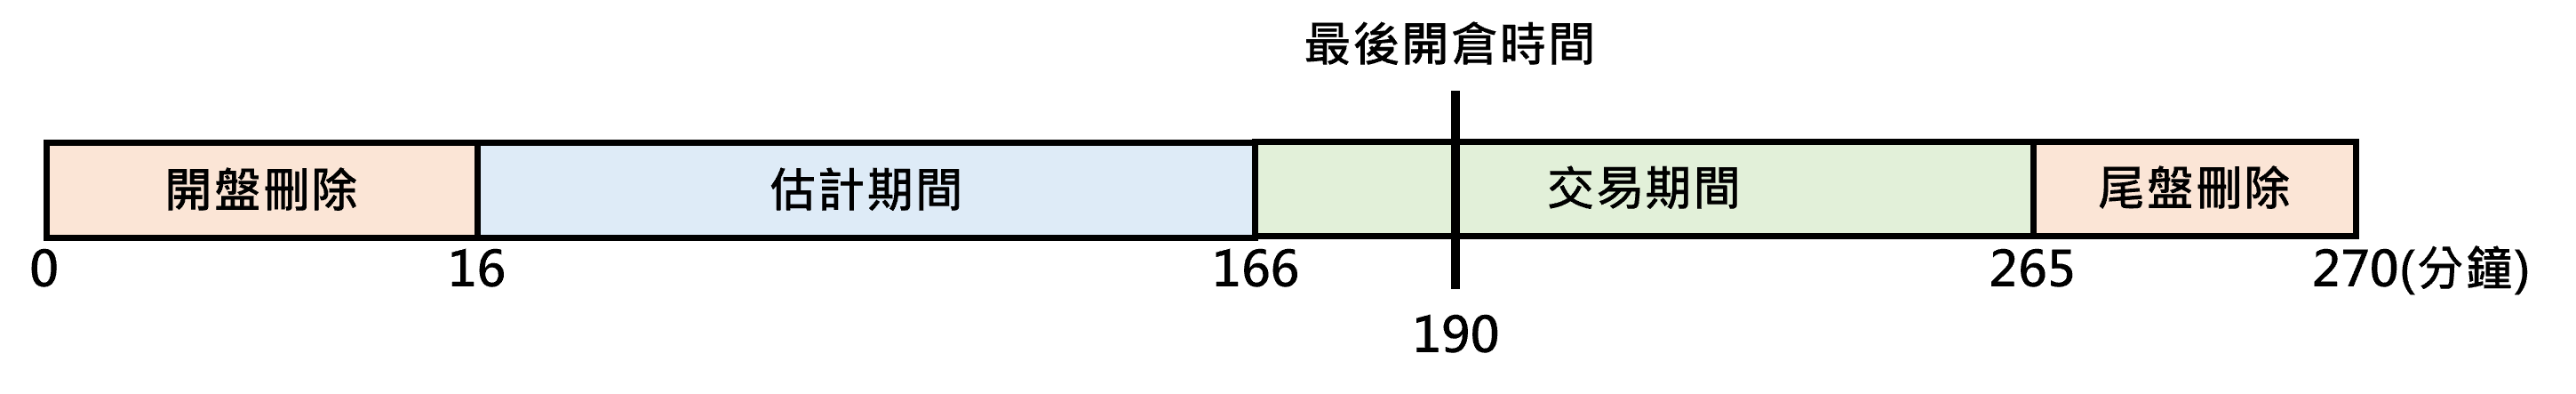 最後開倉時間
開盤刪除 估計期間 交易期間 尾盤刪除
0 16 166 265 270(分鐘)
190